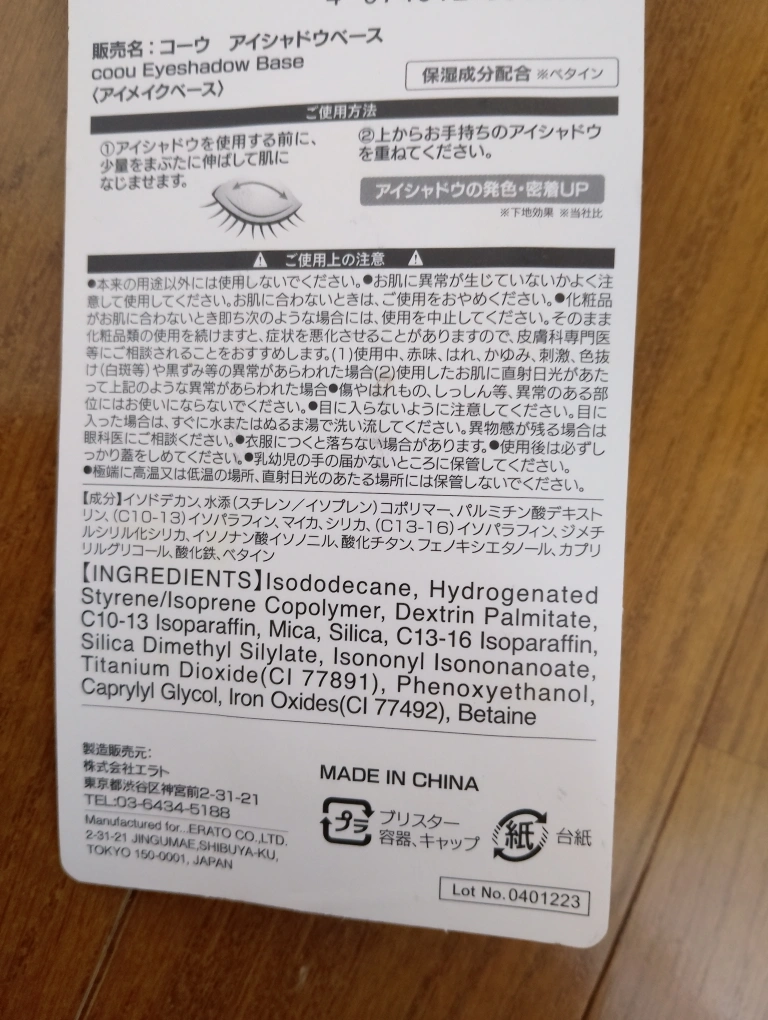 販売名：コーウ　アイシャドウベース
coou Eyeshadow Base
〈アイメイクベース〉
保湿成分配合 ※ベタイン
ご使用方法
①アイシャドウを使用する前に、
少量をまぶたに伸ばして肌に
なじませます。
②上からお手持ちのアイシャドウ
を重ねてください。
アイシャドウの発色・密着UP
※下地効果 ※当社比
ご使用上の注意
●本来の用途以外には使用しないでください。●お肌に異常が生じていないかよく注
意して使用してください。お肌に合わないときは、ご使用をおやめください。●化粧品
がお肌に合わないとき即ち次のような場合には、使用を中止してください。そのまま
化粧品類の使用を続けますと、症状を悪化させることがありますので、皮膚科専門医
等にご相談されることをおすすめします。(1)使用中、赤味、はれ、かゆみ、刺激、色抜
け(白斑等)や黒ずみ等の異常があらわれた場合(2)使用したお肌に直射日光があた
って上記のような異常があらわれた場合●傷やはれもの、しっしん等、異常のある部
位にはお使いにならないでください。●目に入らないように注意してください。目に
入った場合は、すぐに水またはぬるま湯で洗い流してください。異物感が残る場合は
眼科医にご相談ください。●衣服につくと落ちない場合があります。●使用後は必ずし
っかり蓋をしめてください。●乳幼児の手の届かないところに保管してください。
●極端に高温又は低温の場所、直射日光のあたる場所には保管しないでください。
【成分】イソドデカン、水添(スチレン／イソプレン)コポリマー、パルミチン酸デキスト
リン、(C10-13)イソパラフィン、マイカ、シリカ、(C13-16)イソパラフィン、ジメチ
ルシリル化シリカ、イソノナン酸イソノニル、酸化チタン、フェノキシエタノール、カプリ
リルグリコール、酸化鉄、ベタイン
【INGREDIENTS】Isododecane, Hydrogenated
Styrene/Isoprene Copolymer, Dextrin Palmitate,
C10-13 Isoparaffin, Mica, Silica, C13-16 Isoparaffin,
Silica Dimethyl Silylate, Isononyl Isononanoate,
Titanium Dioxide(CI 77891), Phenoxyethanol,
Caprylyl Glycol, Iron Oxides(CI 77492), Betaine
製造販売元：
株式会社エラト
東京都渋谷区神宮前2-31-21
TEL:03-6434-5188
Manufactured for...ERATO CO.,LTD.
2-31-21 JINGUMAE,SHIBUYA-KU,
TOKYO 150-0001, JAPAN
MADE IN CHINA
プラ
ブリスター
容器、キャップ
紙
台紙
Lot No.0401223